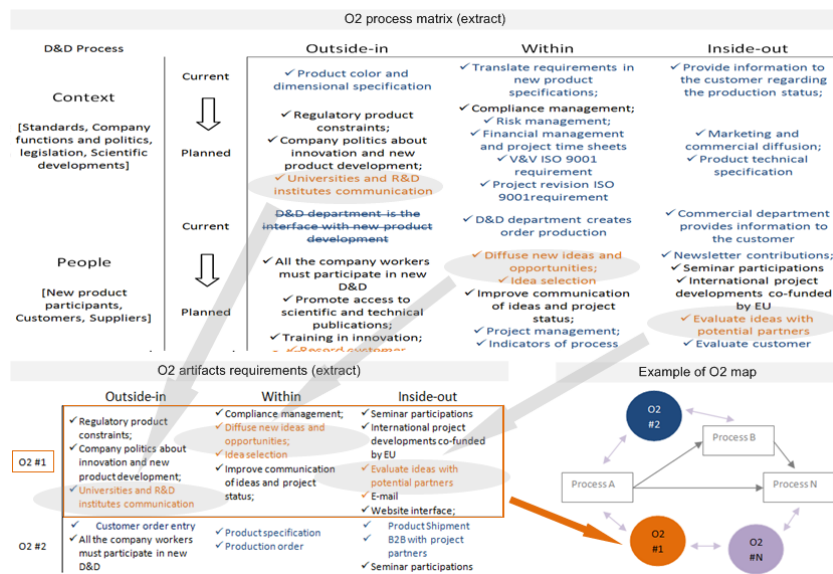 O2 process matrix (extract)
D&D Process
Outside-in
Within
Inside-out
Context
[Standards, Company
functions and politics,
legislation, Scientific
developments]
Current
✓ Product color and
dimensional specification
✓ Translate requirements in
new product
specifications;
✓ Provide information to
the customer regarding
the production status;
Planned
✓ Regulatory product
constraints;
✓ Company politics about
innovation and new
product development;
✓ Universities and R&D
institutes communication
✓ Compliance management;
✓ Risk management;
✓ Financial management
and project time sheets
✓ V&V ISO 9001
requirement
✓ Project revision ISO
9001requirement
✓ Marketing and
commercial diffusion;
✓ Product technical
specification
People
[New product
participants,
Customers, Suppliers]
Current
✓ D&D department is the
interface with new product
development
✓ D&D department creates
order production
✓ Commercial department
provides information to
the customer
Planned
✓ All the company workers
must participate in new
D&D
✓ Promote access to
scientific and technical
publications;
✓ Training in innovation;
✓ Record customer
✓ Diffuse new ideas and
opportunities;
✓ Idea selection
✓ Improve communication
of ideas and project
status;
✓ Project management;
✓ Indicators of process
✓ Newsletter contributions;
✓ Seminar participations
✓ International project
developments co-funded
by EU
✓ Evaluate ideas with
potential partners
✓ Evaluate customer
O2 artifacts requirements (extract)
Outside-in
Within
Inside-out
O2 #1
✓ Regulatory product
constraints;
✓ Company politics about
innovation and new
product development;
✓ Universities and R&D
institutes communication
✓ Compliance management;
✓ Diffuse new ideas and
opportunities;
✓ Idea selection
✓ Improve communication
of ideas and project
status;
✓ Seminar participations
✓ International project
developments co-funded
by EU
✓ Evaluate ideas with
potential partners
✓ E-mail
✓ Website interface;
O2 #2
✓ Customer order entry
✓ All the company workers
must participate in new
D&D
✓ Product specification
✓ Production order
✓ Product Shipment
✓ B2B with project
partners
✓ Seminar participations
Example of O2 map
O2
#2
Process B
Process A
Process N
O2
#1
O2
#N